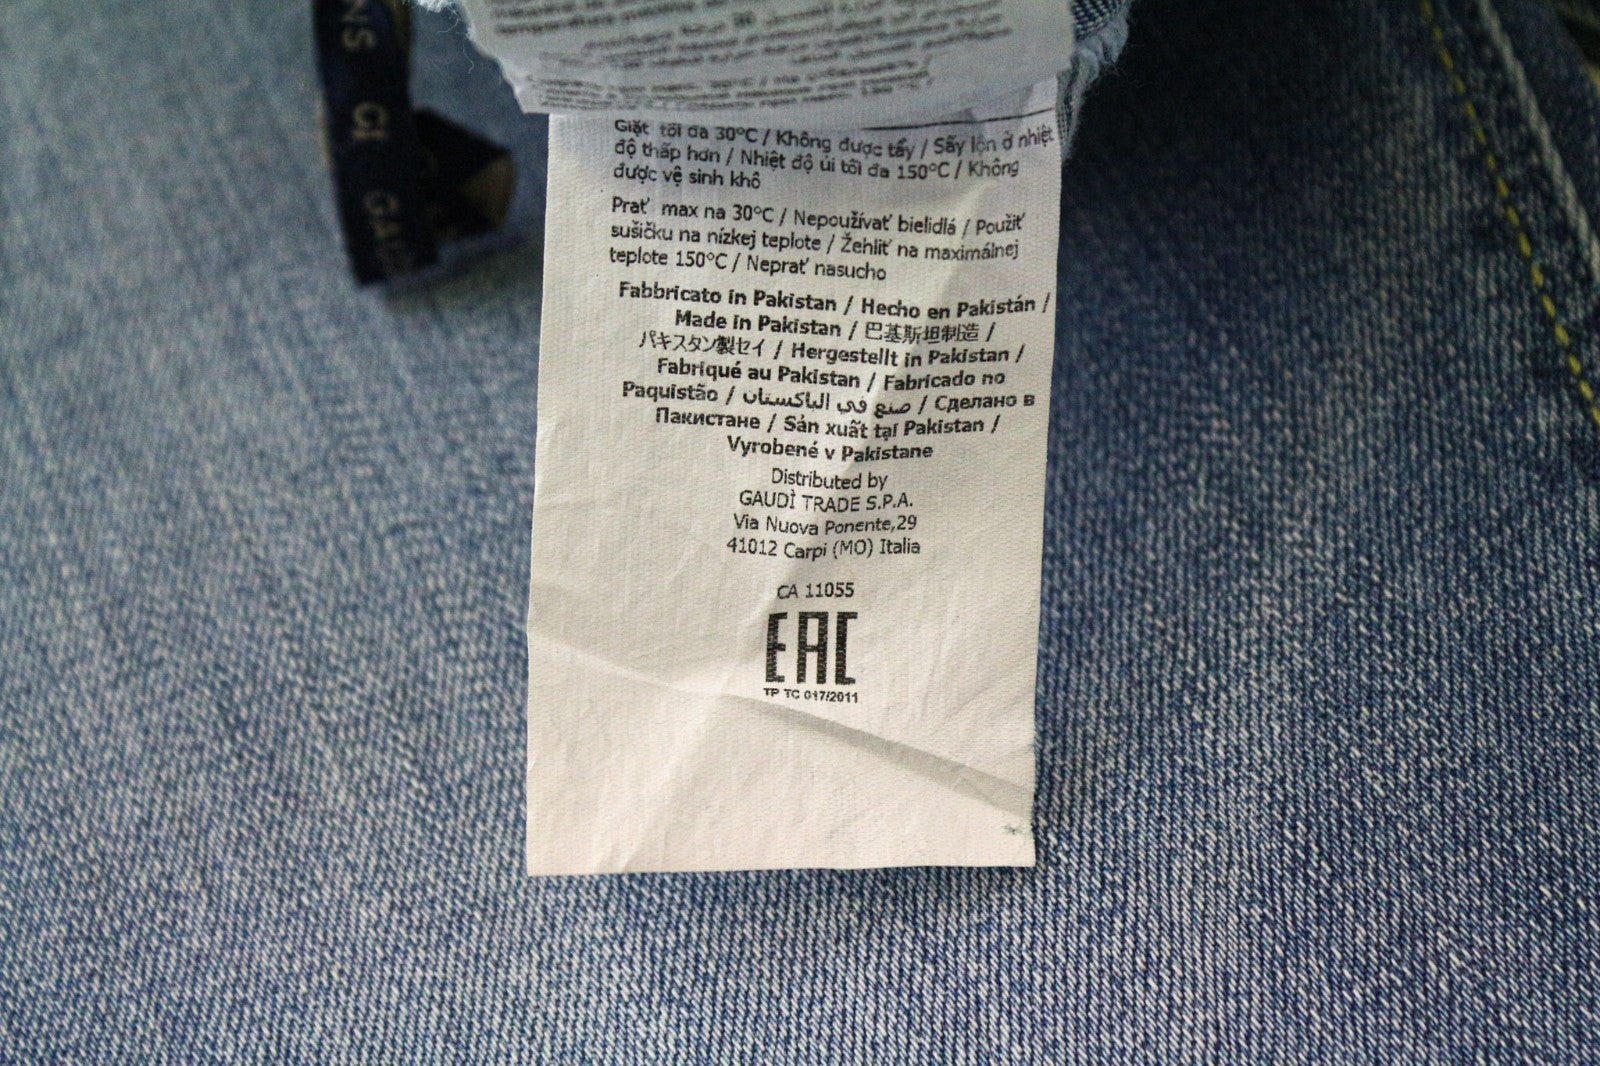 NS GI GAU
Giặt tối đa 30°C / Không được tẩy / Sấy lộn ở nhiệt
độ thấp hơn / Nhiệt độ ủi tối đa 150°C / Không
được vệ sinh khô
Prať max na 30°C / Nepoužívať bielidlá / Použiť
sušičku na nízkej teplote / Žehliť na maximálnej
teplote 150°C / Neprať nasucho
Fabbricato in Pakistan / Hecho en Pakistán /
Made in Pakistan / 巴基斯坦制造 /
パキスタン製セイ / Hergestellt in Pakistan /
Fabriqué au Pakistan / Fabricado no
Paquistão / صنع في الباكستان / Сделано в
Пакистане / Sản xuất tại Pakistan /
Vyrobené v Pakistane
Distributed by
GAUDÌ TRADE S.P.A.
Via Nuova Ponente,29
41012 Carpi (MO) Italia
CA 11055
EAC
TP TC 017/2011